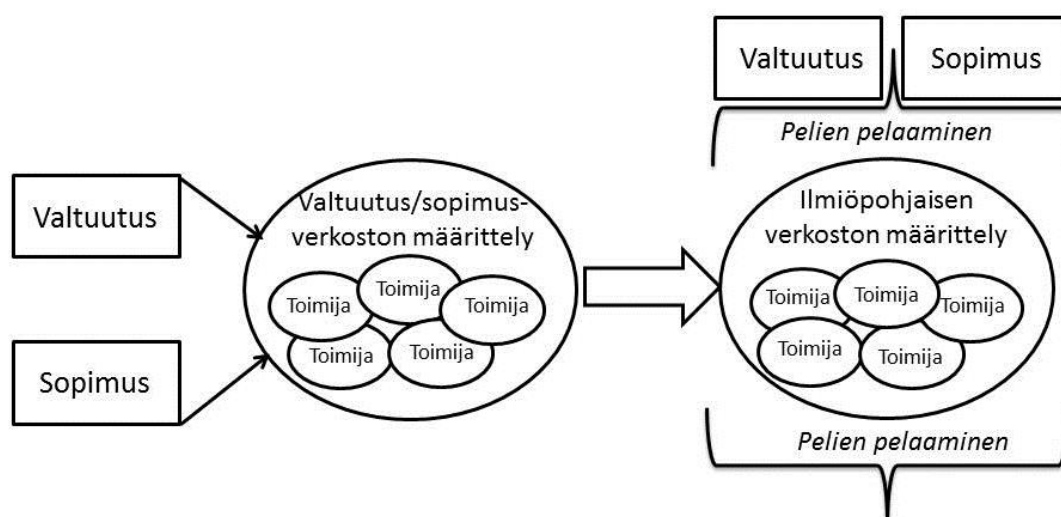 Valtuutus
Sopimus
Pelien pelaaminen
Valtuutus
Sopimus
Valtuutus/sopimus-
verkoston määrittely
Toimija
Toimija
Toimija
Toimija
Toimija
Ilmiöpohjaisen
verkoston määrittely
Toimija
Toimija
Toimija
Toimija
Toimija
Pelien pelaaminen